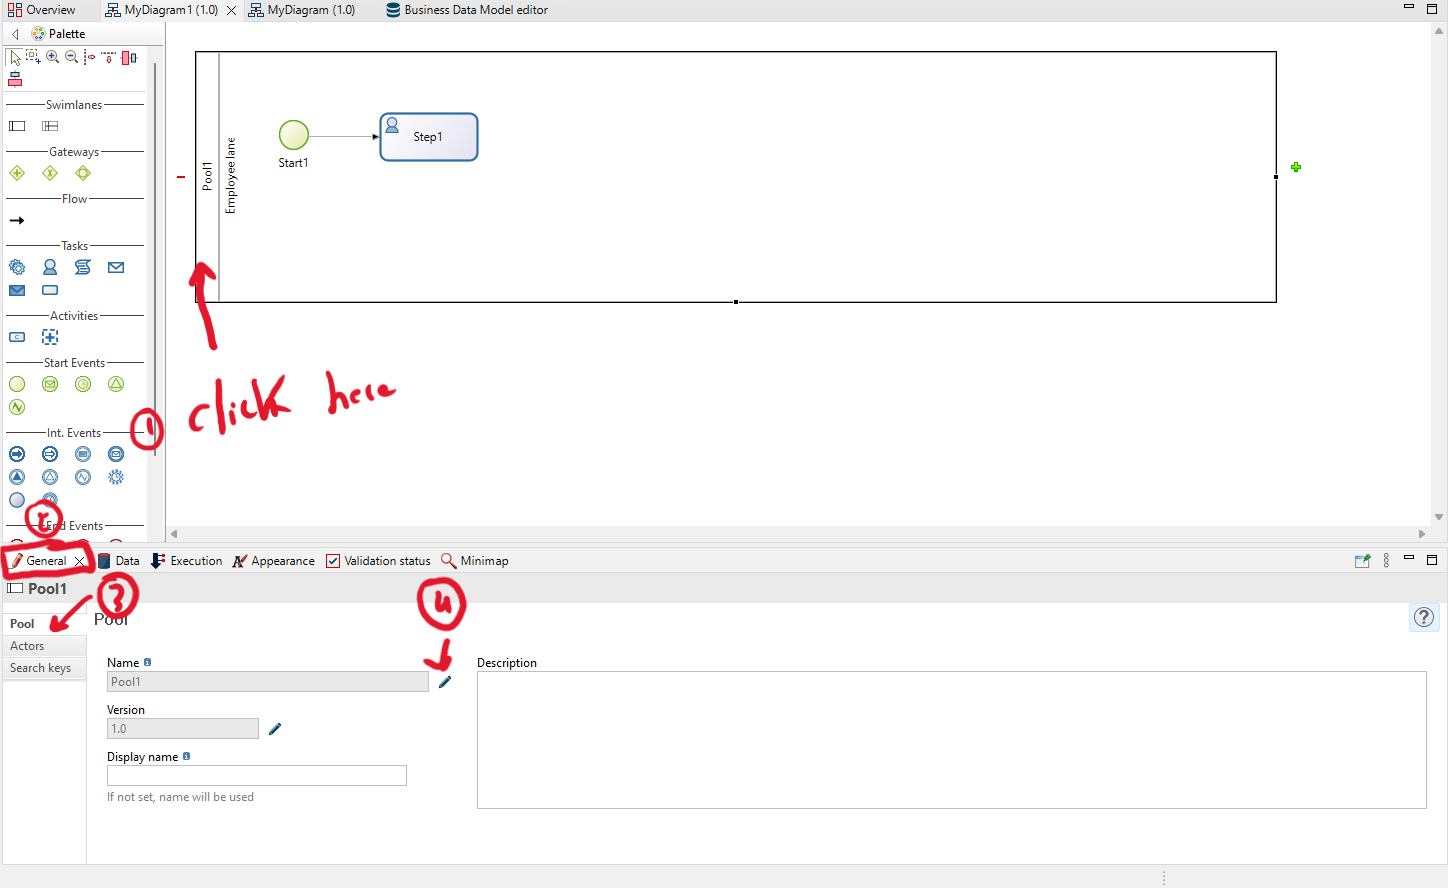 Overview MyDiagram1 (1.0) MyDiagram (1.0) Business Data Model editor
Palette
Swimlanes
Gateways
Flow
Tasks
Activities
Start Events
Int. Events
End Events
Pool1
Employee lane
Start1
Step1
click here
1
2
General Data Execution Appearance Validation status Minimap
Pool1
3
4
Pool
Actors
Search keys
Pool
Name
Pool1
Version
1.0
Display name
If not set, name will be used
Description
?